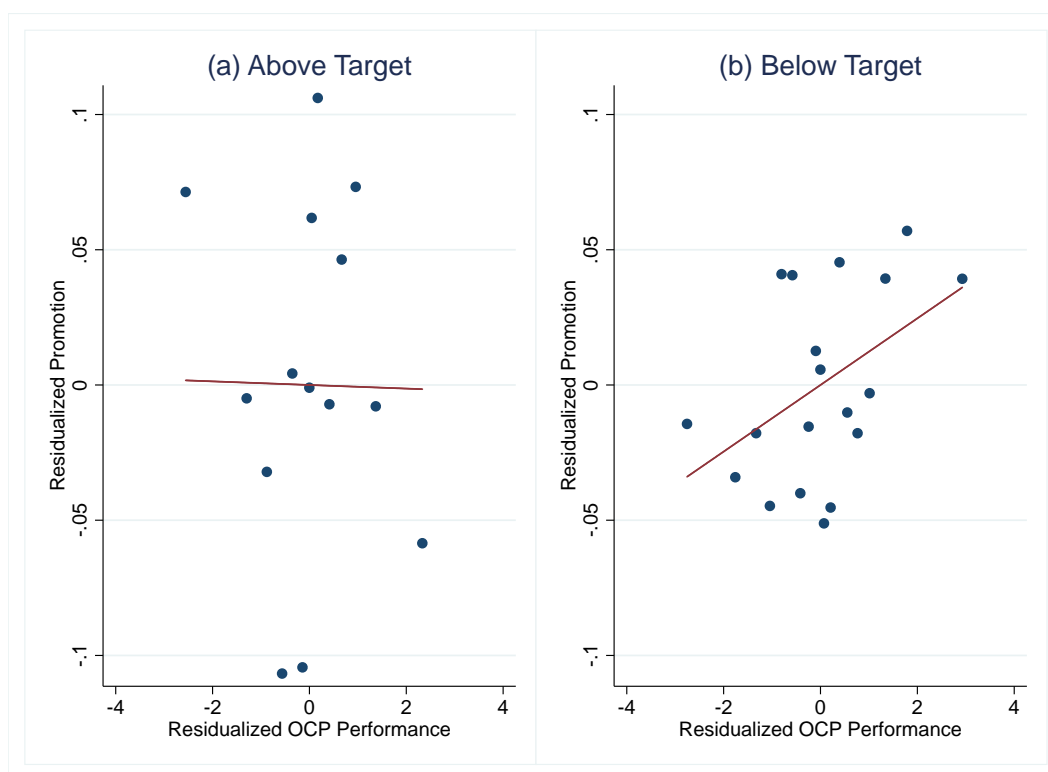 (a) Above Target
.1
.05
0
-.05
-.1
Residualized Promotion
-4 -2 0 2 4
Residualized OCP Performance
(b) Below Target
.1
.05
0
-.05
-.1
Residualized Promotion
-4 -2 0 2 4
Residualized OCP Performance